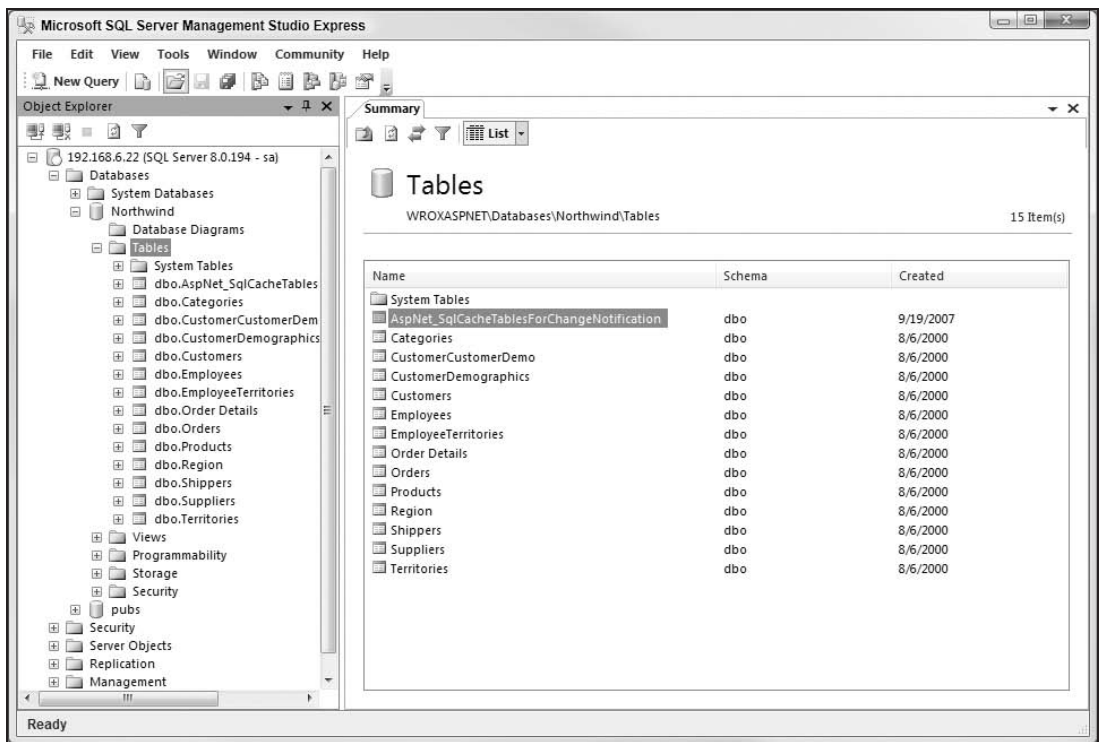 Microsoft SQL Server Management Studio Express
File Edit View Tools Window Community Help
New Query
Object Explorer
192.168.6.22 (SQL Server 8.0.194 - sa)
Databases
System Databases
Northwind
Database Diagrams
Tables
System Tables
dbo.AspNet_SqlCacheTables
dbo.Categories
dbo.CustomerCustomerDem
dbo.CustomerDemographics
dbo.Customers
dbo.Employees
dbo.EmployeeTerritories
dbo.Order Details
dbo.Orders
dbo.Products
dbo.Region
dbo.Shippers
dbo.Suppliers
dbo.Territories
Views
Programmability
Storage
Security
pubs
Security
Server Objects
Replication
Management
Summary
List
Tables
WROXASPNET\Databases\Northwind\Tables 15 Item(s)
Name Schema Created
System Tables
AspNet_SqlCacheTablesForChangeNotification dbo 9/19/2007
Categories dbo 8/6/2000
CustomerCustomerDemo dbo 8/6/2000
CustomerDemographics dbo 8/6/2000
Customers dbo 8/6/2000
Employees dbo 8/6/2000
EmployeeTerritories dbo 8/6/2000
Order Details dbo 8/6/2000
Orders dbo 8/6/2000
Products dbo 8/6/2000
Region dbo 8/6/2000
Shippers dbo 8/6/2000
Suppliers dbo 8/6/2000
Territories dbo 8/6/2000
Ready